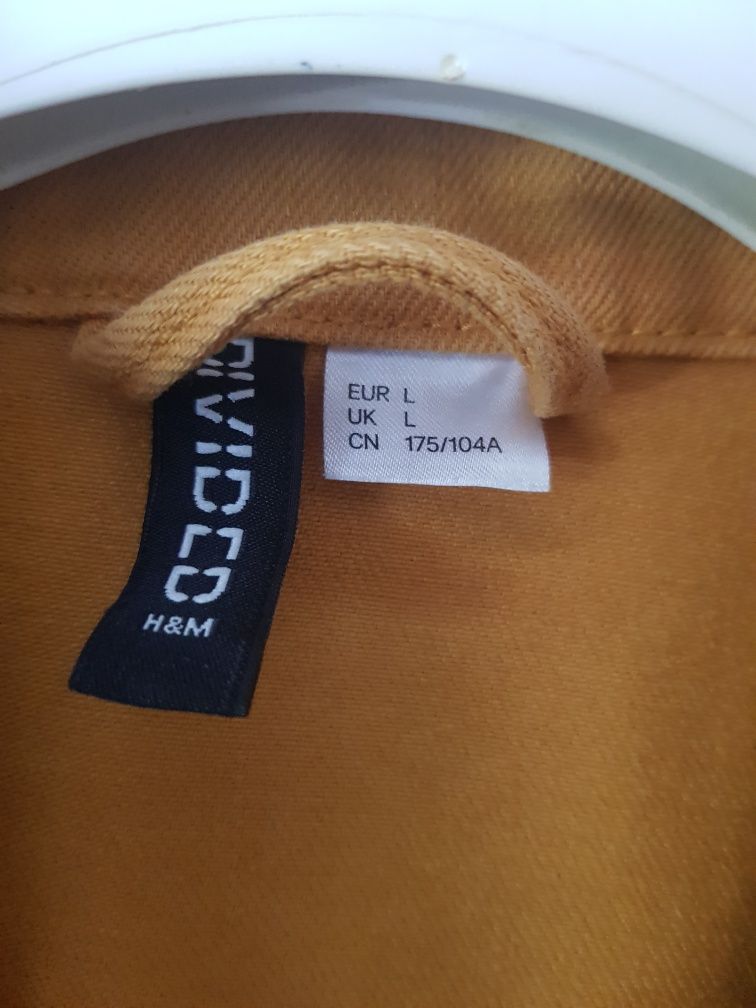 DIVIDED
H&M
EUR L
UK L
CN 175/104A